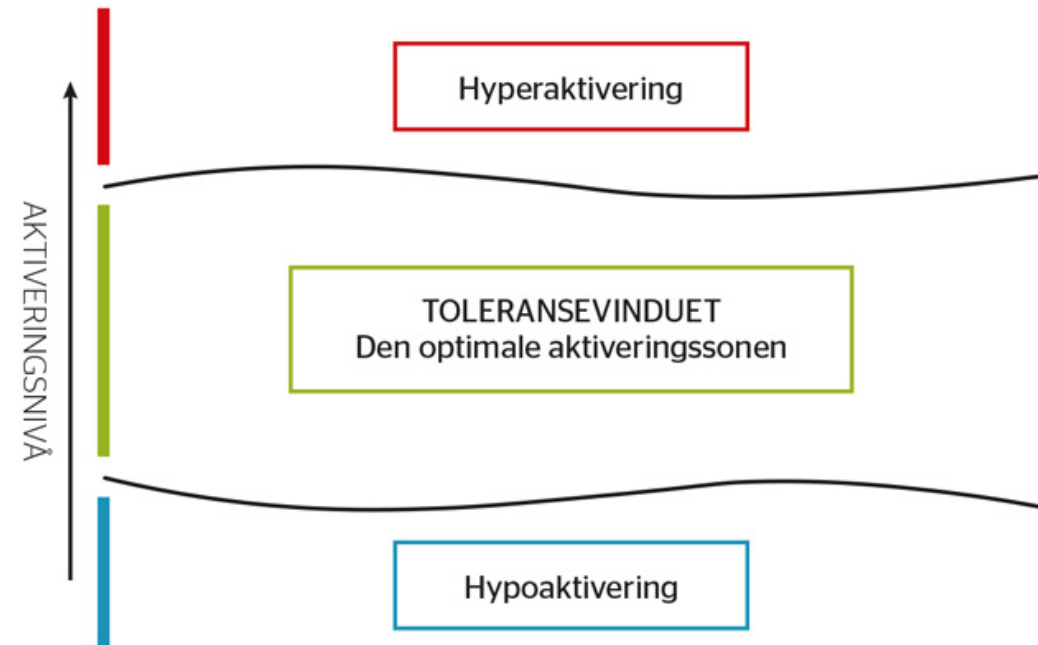 Hyperaktivering
AKTIVERINGSNIVÅ
TOLERANSEVINDUET
Den optimale aktiveringssonen
Hypoaktivering